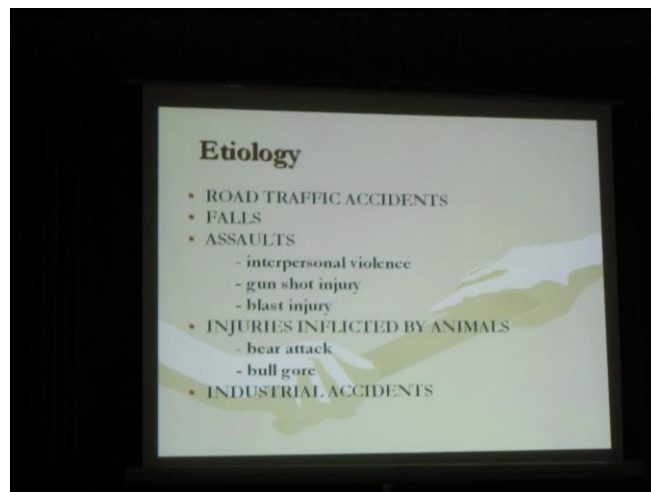 Etiology
• ROAD TRAFFIC ACCIDENTS
• FALLS
• ASSAULTS
- interpersonal violence
- gun shot injury
- blast injury
• INJURIES INFLICTED BY ANIMALS
- bear attack
- bull gore
• INDUSTRIAL ACCIDENTS